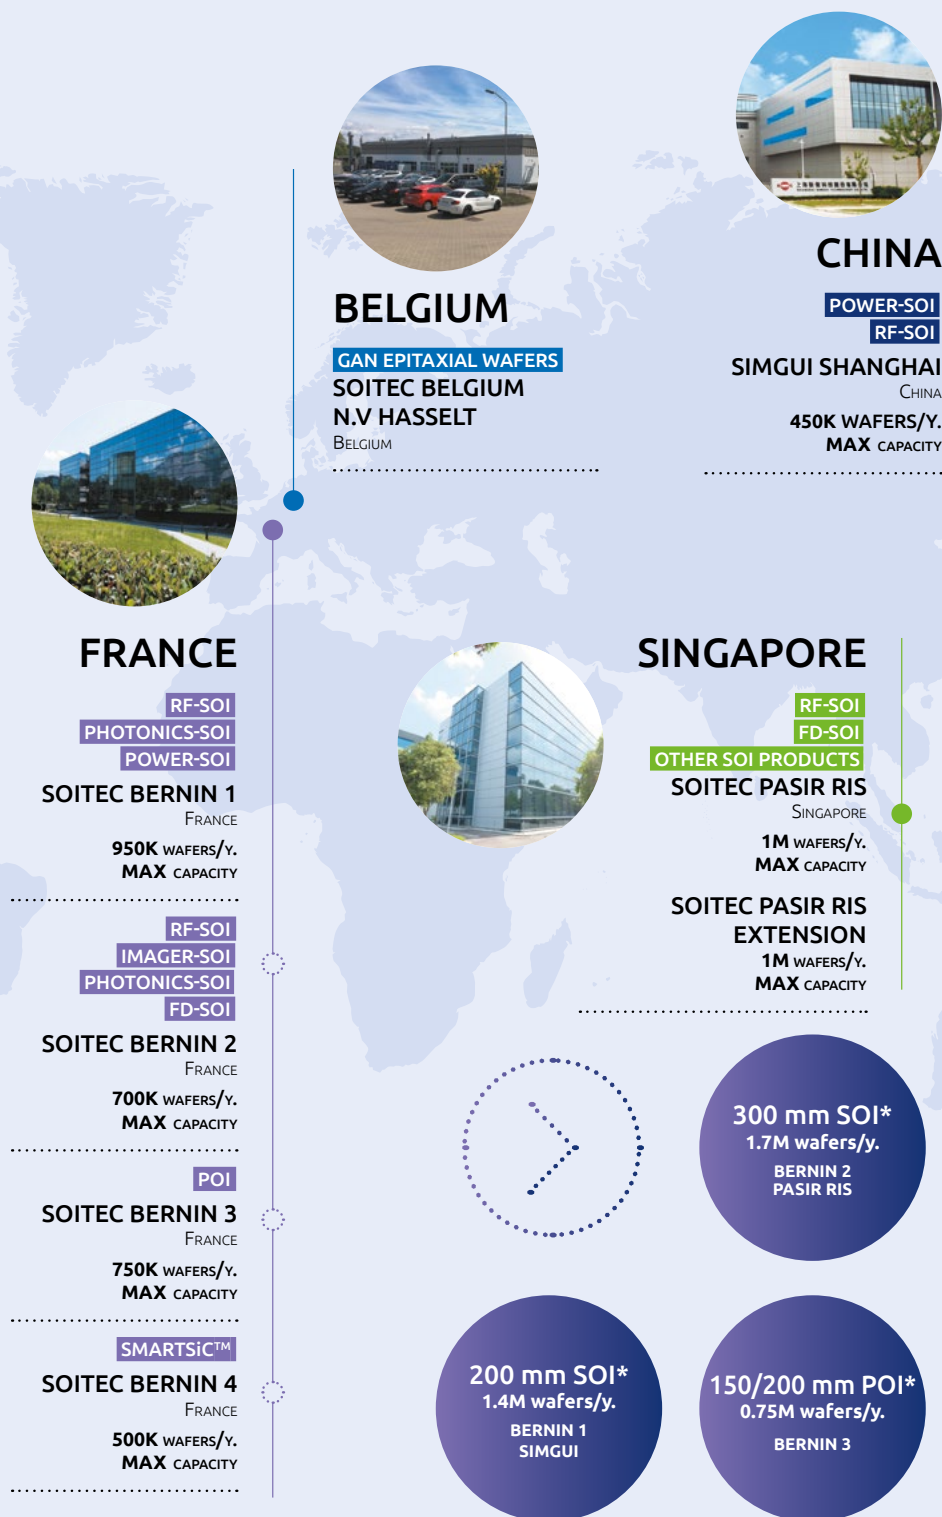 BELGIUM
GAN EPITAXIAL WAFERS
SOITEC BELGIUM
N.V HASSELT
BELGIUM
CHINA
POWER-SOI
RF-SOI
SIMGUI SHANGHAI
CHINA
450K WAFERS/Y.
MAX CAPACITY
FRANCE
RF-SOI
PHOTONICS-SOI
POWER-SOI
SOITEC BERNIN 1
FRANCE
950K WAFERS/Y.
MAX CAPACITY
RF-SOI
IMAGER-SOI
PHOTONICS-SOI
FD-SOI
SOITEC BERNIN 2
FRANCE
700K WAFERS/Y.
MAX CAPACITY
POI
SOITEC BERNIN 3
FRANCE
750K WAFERS/Y.
MAX CAPACITY
SMARTSiC™
SOITEC BERNIN 4
FRANCE
500K WAFERS/Y.
MAX CAPACITY
SINGAPORE
RF-SOI
FD-SOI
OTHER SOI PRODUCTS
SOITEC PASIR RIS
SINGAPORE
1M WAFERS/Y.
MAX CAPACITY
SOITEC PASIR RIS
EXTENSION
1M WAFERS/Y.
MAX CAPACITY
300 mm SOI*
1.7M wafers/y.
BERNIN 2
PASIR RIS
200 mm SOI*
1.4M wafers/y.
BERNIN 1
SIMGUI
150/200 mm POI*
0.75M wafers/y.
BERNIN 3